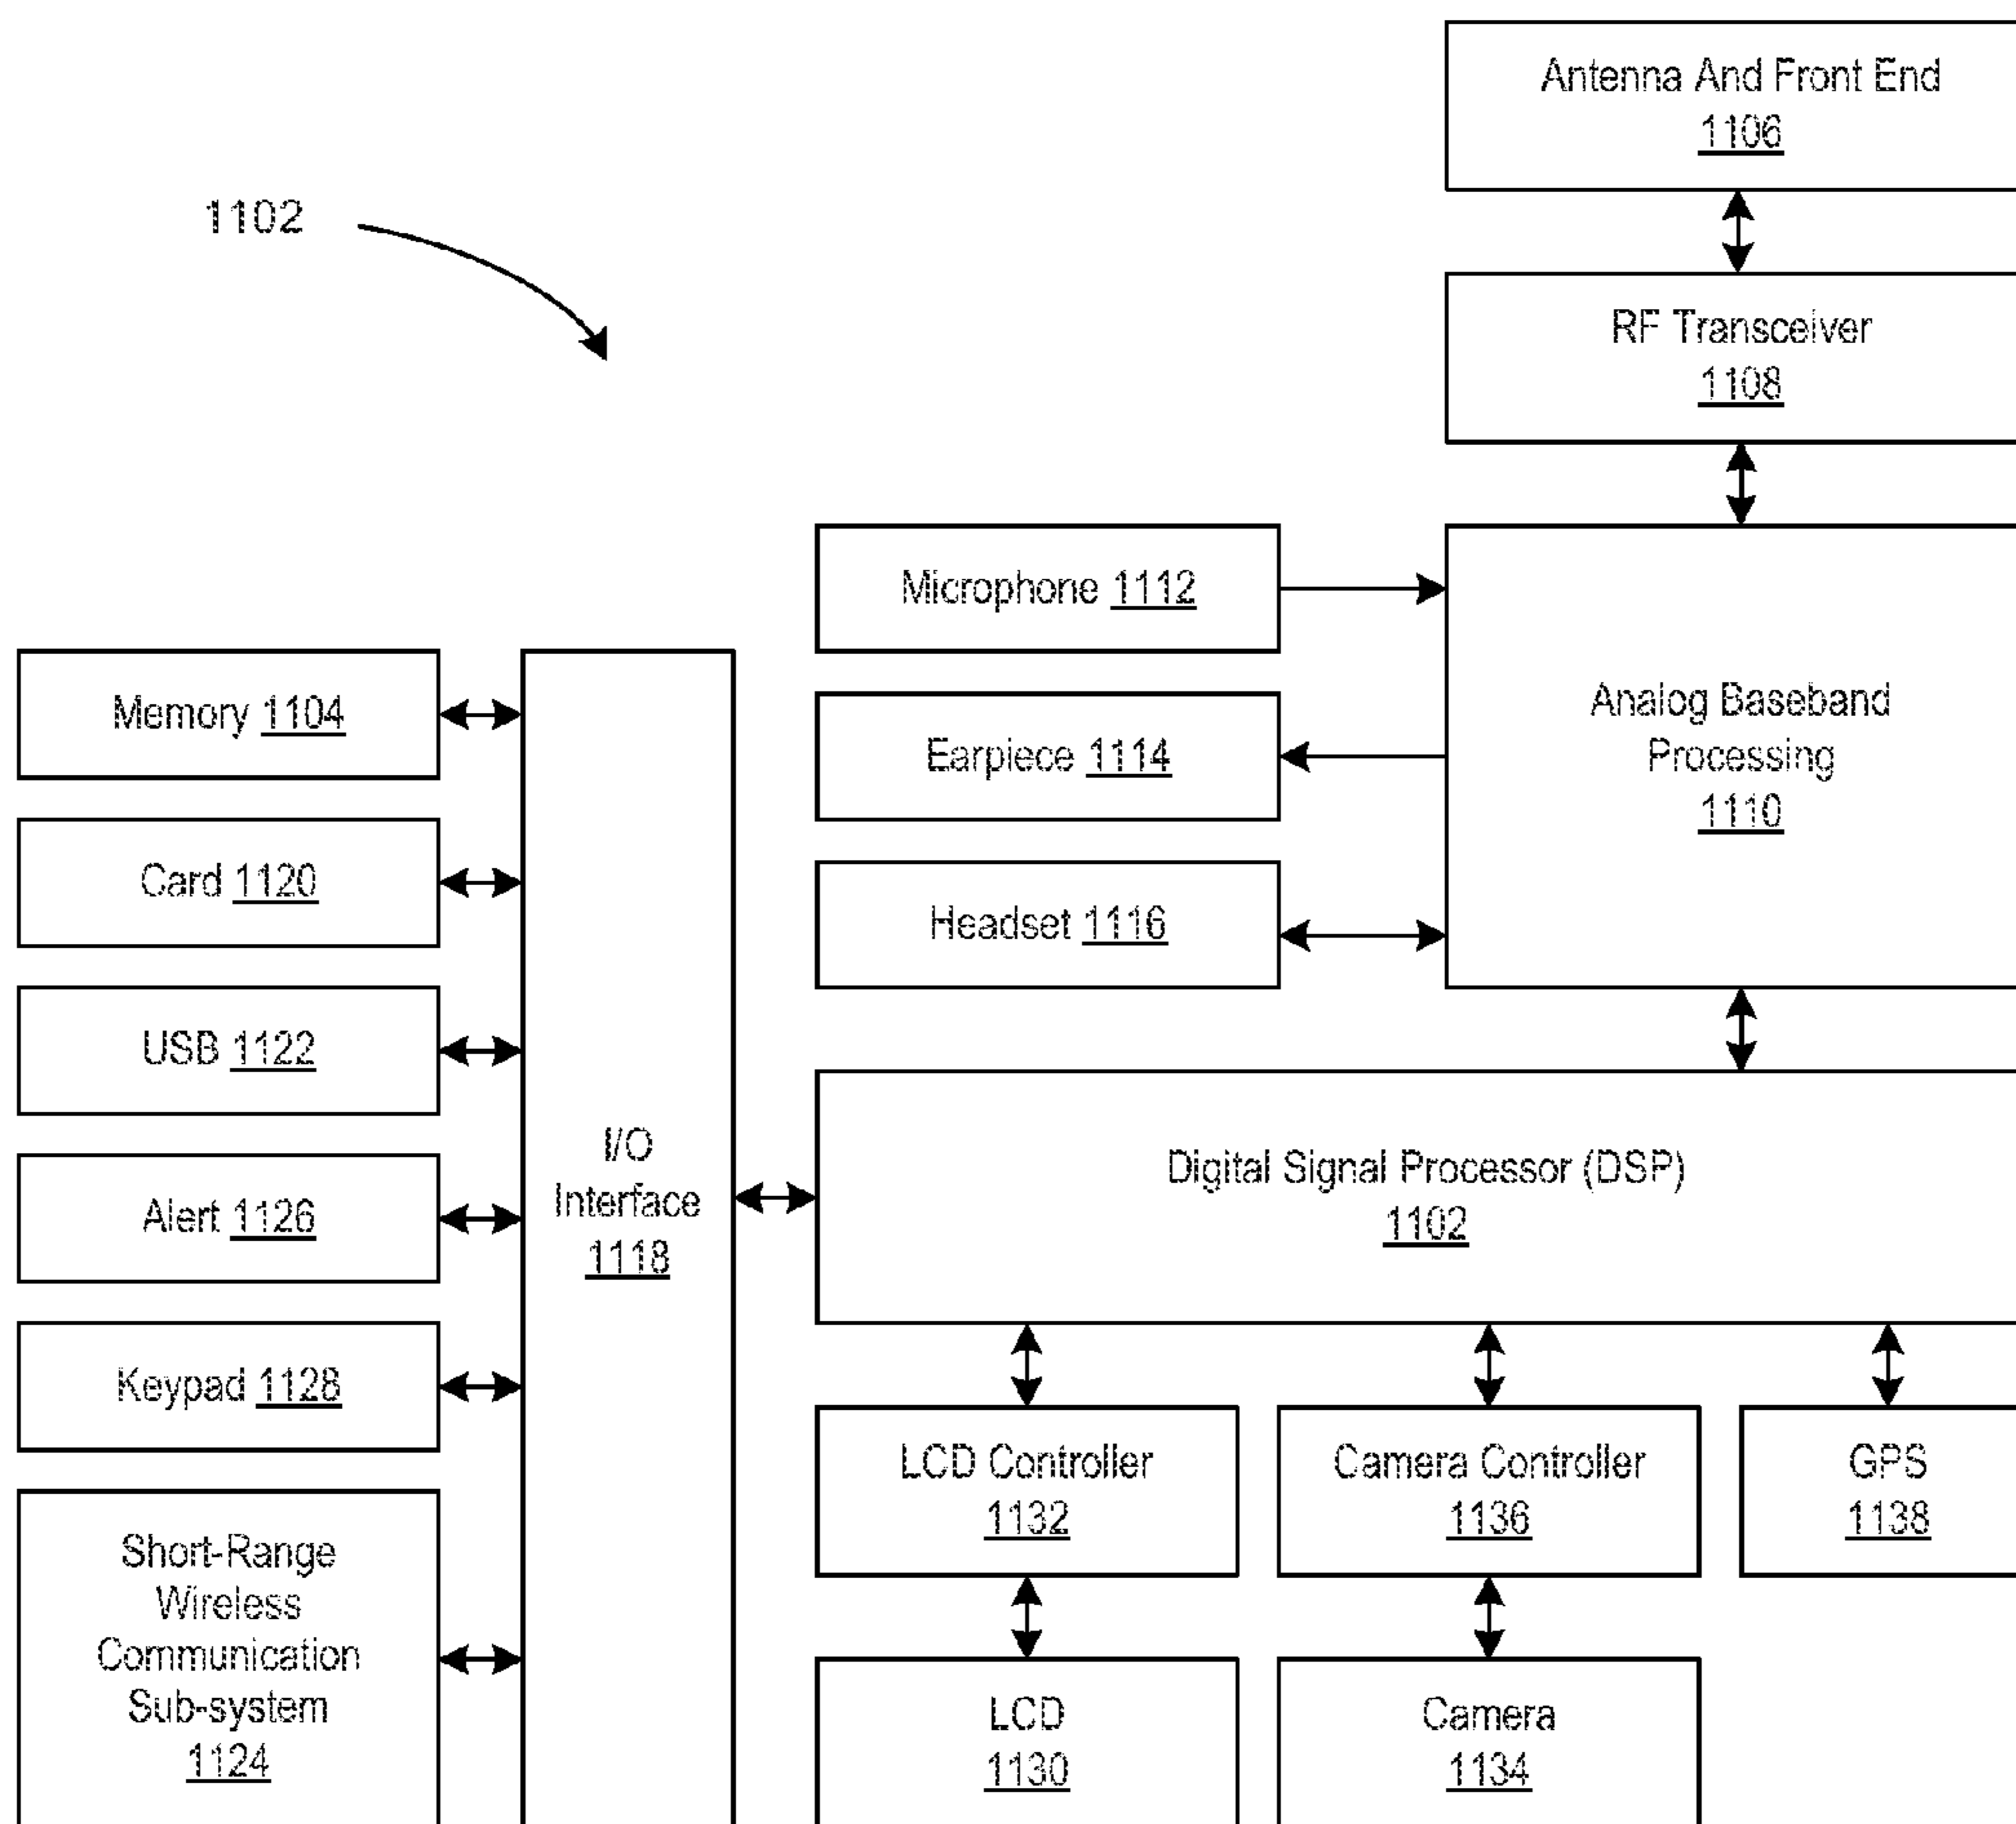 Antenna And Front End
1106
1102
RF Transceiver
1108
Microphone 1112
Earpiece 1114
Headset 1116
Analog Baseband
Processing
1110
Memory 1104
Card 1120
USB 1122
Alert 1126
Keypad 1128
Short-Range
Wireless
Communication
Sub-system
1124
I/O
Interface
1118
Digital Signal Processor (DSP)
1102
LCD Controller
1132
Camera Controller
1136
GPS
1138
LCD
1130
Camera
1134